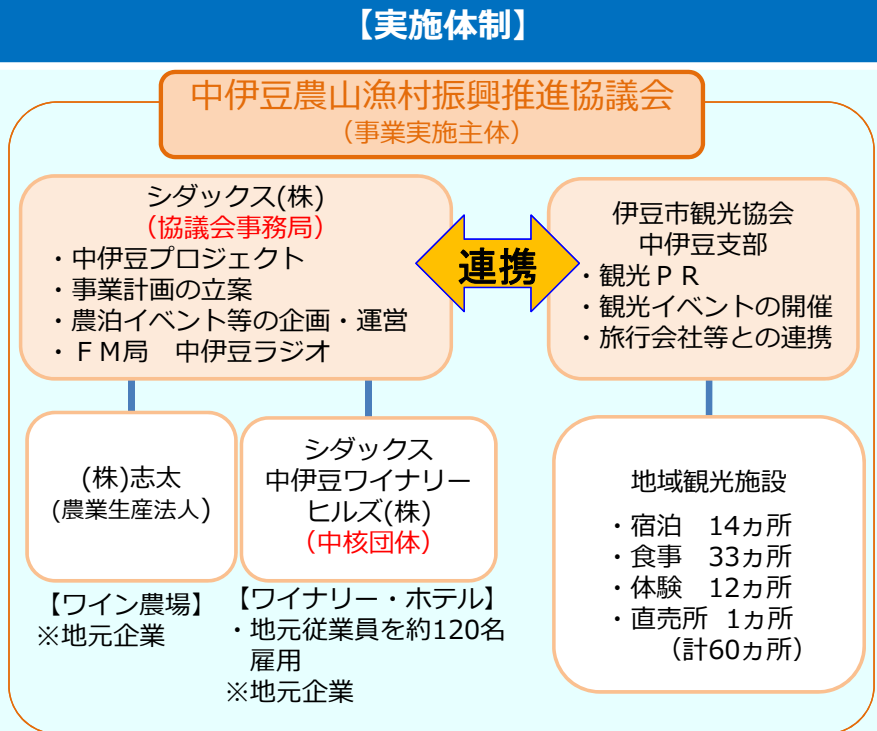 【実施体制】
中伊豆農山漁村振興推進協議会
（事業実施主体）
シダックス(株)
（協議会事務局）
・中伊豆プロジェクト
・事業計画の立案
・農泊イベント等の企画・運営
・ＦＭ局　中伊豆ラジオ
連携
伊豆市観光協会
中伊豆支部
・観光ＰＲ
・観光イベントの開催
・旅行会社等との連携
(株)志太
(農業生産法人)
【ワイン農場】
※地元企業
シダックス
中伊豆ワイナリー
ヒルズ(株)
（中核団体）
【ワイナリー・ホテル】
・地元従業員を約120名
雇用
※地元企業
地域観光施設
・宿泊　14ヵ所
・食事　33ヵ所
・体験　12ヵ所
・直売所 1ヵ所
（計60ヵ所）